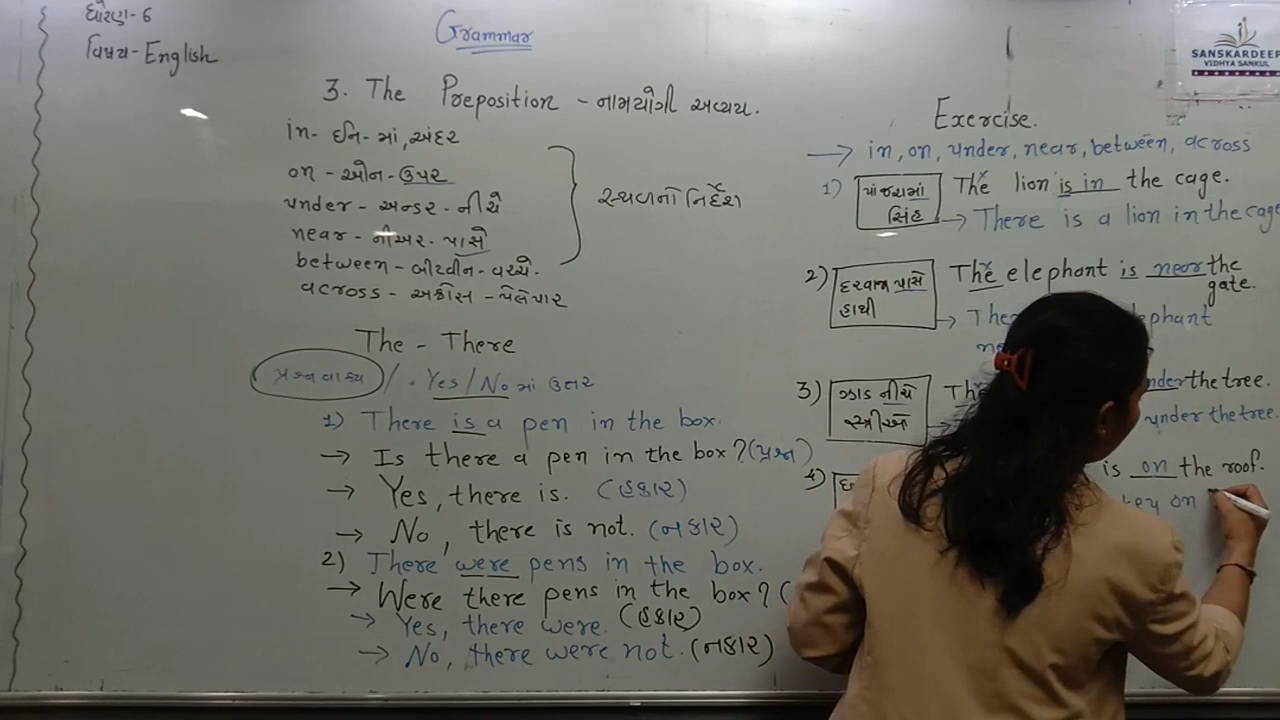 ધોરણ-6
વિષય-English
Grammar
SANSKARDEEP
VIDHYA SANKUL
3. The Preposition - નામયોગી અવ્યય.
in - ઈન - માં, અંદર
on - ઓન - ઉપર
under - અન્ડર - નીચે
near - નીઅર - પાસે
between - બીટવીન - વચ્ચે.
across - અક્રોસ - પેલેપાર
સ્થળનો નિર્દેશ
The - There
પ્રશ્ન વાક્ય / . Yes/No માં ઉત્તર
1) There is a pen in the box.
→ Is there a pen in the box? (પ્રશ્ન)
→ Yes, there is. (હકાર)
→ No, there is not. (નકાર)
2) There were pens in the box.
→ Were there pens in the box? (
→ Yes, there were. (હકાર)
→ No, there were not. (નકાર)
Exercise.
→ in, on, under, near, between, across
1) પાંજરામાં સિંહ The lion is in the cage.
→ There is a lion in the cage
2) દરવાજા પાસે હાથી The elephant is near the gate.
→ elephant
3) ઝાડ નીચે સ્ત્રીઓ under the tree.
under the tree.
4) is on the roof.
key on